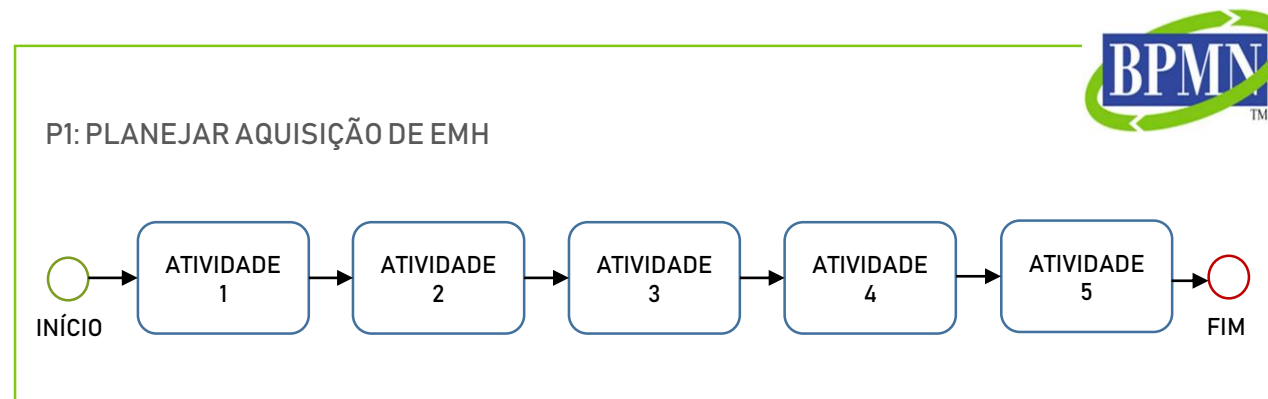 BPMN
TM
P1: PLANEJAR AQUISIÇÃO DE EMH
ATIVIDADE
1
ATIVIDADE
2
ATIVIDADE
3
ATIVIDADE
4
ATIVIDADE
5
INÍCIO
FIM